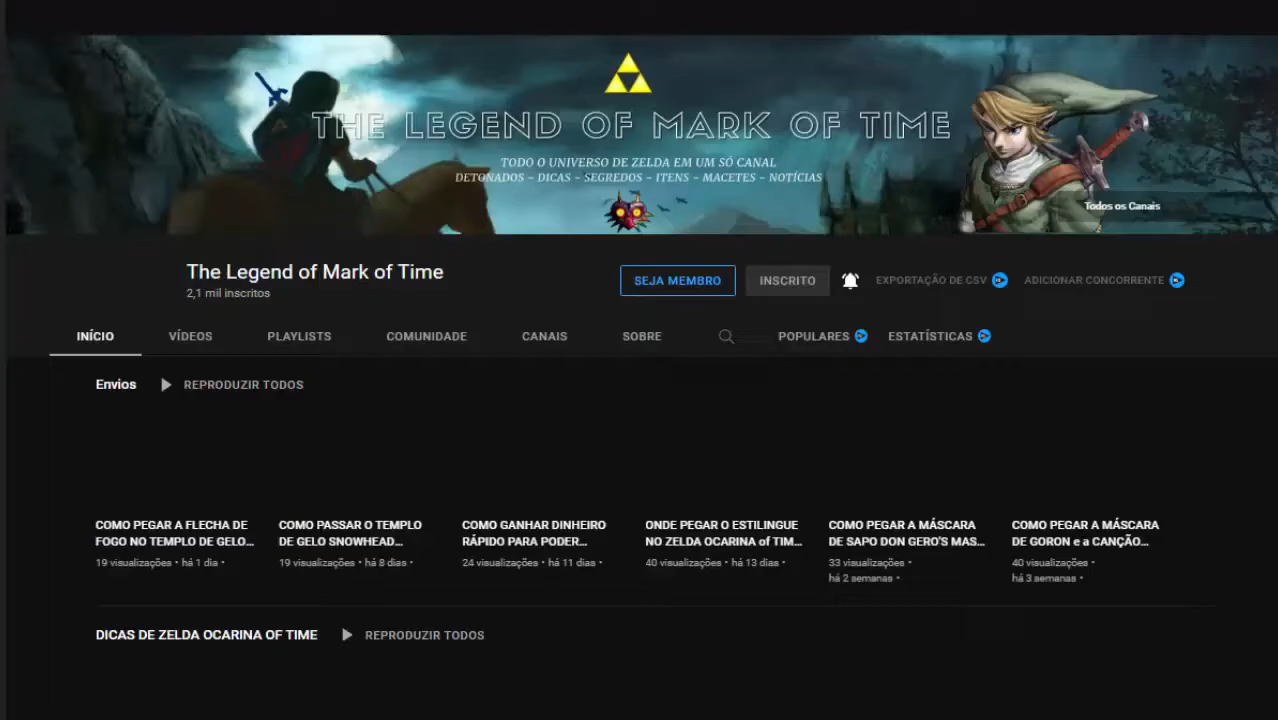 THE LEGEND OF MARK OF TIME
TODO O UNIVERSO DE ZELDA EM UM SÓ CANAL
DETONADOS - DICAS - SEGREDOS - ITENS - MACETES - NOTÍCIAS
Todos os Canais
The Legend of Mark of Time
2,1 mil inscritos
SEJA MEMBRO
INSCRITO
EXPORTAÇÃO DE CSV
ADICIONAR CONCORRENTE
INÍCIO
VÍDEOS
PLAYLISTS
COMUNIDADE
CANAIS
SOBRE
POPULARES
ESTATÍSTICAS
Envios
REPRODUZIR TODOS
COMO PEGAR A FLECHA DE
FOGO NO TEMPLO DE GELO...
19 visualizações • há 1 dia •
COMO PASSAR O TEMPLO
DE GELO SNOWHEAD...
19 visualizações • há 8 dias •
COMO GANHAR DINHEIRO
RÁPIDO PARA PODER...
24 visualizações • há 11 dias •
ONDE PEGAR O ESTILINGUE
NO ZELDA OCARINA of TIM...
40 visualizações • há 13 dias •
COMO PEGAR A MÁSCARA
DE SAPO DON GERO'S MAS...
33 visualizações •
há 2 semanas •
COMO PEGAR A MÁSCARA
DE GORON e a CANÇÃO...
40 visualizações •
há 3 semanas •
DICAS DE ZELDA OCARINA OF TIME
REPRODUZIR TODOS